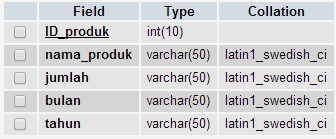 Field Type Collation
ID_produk int(10)
nama_produk varchar(50) latin1_swedish_ci
jumlah varchar(50) latin1_swedish_ci
bulan varchar(50) latin1_swedish_ci
tahun varchar(50) latin1_swedish_ci